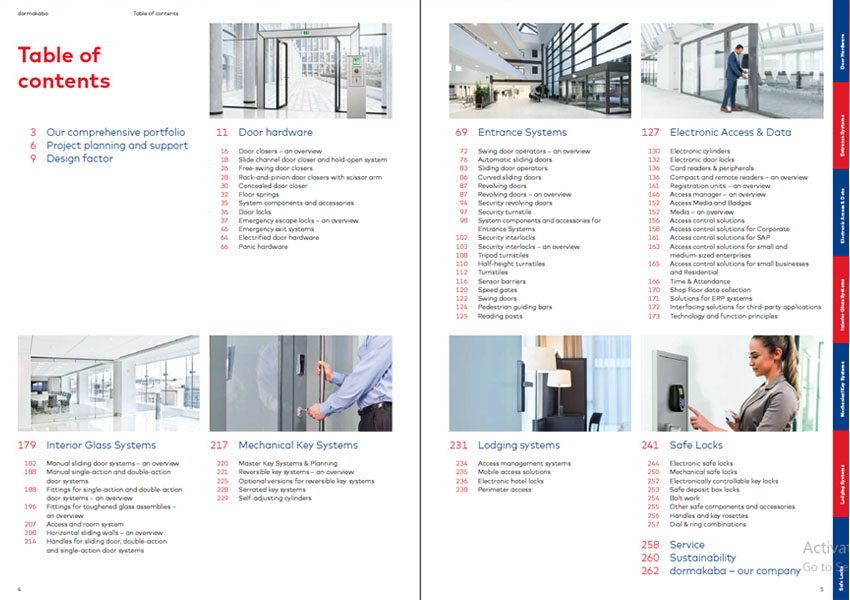 dormakaba
Table of contents
Table of
contents
3 Our comprehensive portfolio
6 Project planning and support
9 Design factor
11 Door hardware
16 Door closers – an overview
18 Slide channel door closer and hold-open system
26 Free-swing door closers
28 Rack-and-pinion door closers with scissor arm
30 Concealed door closer
32 Floor springs
35 System components and accessories
36 Door locks
37 Emergency escape locks – an overview
46 Emergency exit systems
64 Electrified door hardware
66 Panic hardware
179 Interior Glass Systems
182 Manual sliding door systems – an overview
188 Manual single-action and double-action
door systems
188 Fittings for single-action and double-action
door systems – an overview
196 Fittings for toughened glass assemblies –
an overview
207 Access and room system
208 Horizontal sliding walls – an overview
214 Handles for sliding door, double-action
and single-action door systems
217 Mechanical Key Systems
220 Master Key Systems & Planning
221 Reversible key systems – an overview
225 Optional versions for reversible key systems
228 Serrated key systems
229 Self-adjusting cylinders
4
69 Entrance Systems
72 Swing door operators – an overview
76 Automatic sliding doors
83 Sliding door operators
86 Curved sliding doors
87 Revolving doors
87 Revolving doors – an overview
94 Security revolving doors
97 Security turnstile
98 System components and accessories for
Entrance Systems
102 Security interlocks
103 Security interlocks – an overview
108 Tripod turnstiles
110 Half-height turnstiles
112 Turnstiles
116 Sensor barriers
120 Speed gates
122 Swing doors
124 Pedestrian guiding bars
125 Reading posts
127 Electronic Access & Data
130 Electronic cylinders
132 Electronic door locks
136 Card readers & peripherals
136 Compact and remote readers – an overview
141 Registration units – an overview
146 Access manager – an overview
152 Access Media and Badges
152 Media – an overview
156 Access control solutions
158 Access control solutions for Corporate
161 Access control solutions for SAP
163 Access control solutions for small and
medium-sized enterprises
165 Access control solutions for small businesses
and Residential
166 Time & Attendance
170 Shop floor data collection
171 Solutions for ERP systems
172 Interfacing solutions for third-party applications
173 Technology and function principles
231 Lodging systems
234 Access management systems
235 Mobile access solutions
236 Electronic hotel locks
238 Perimeter access
241 Safe Locks
244 Electronic safe locks
250 Mechanical safe locks
252 Electronically controllable key locks
253 Safe deposit box locks
254 Bolt work
255 Other safe components and accessories
256 Handles and key rosettes
257 Dial & ring combinations
258 Service
260 Sustainability
262 dormakaba – our company
5
Door Hardware
Entrance Systems
Electronic Access & Data
Interior Glass Systems
Mechanical Key Systems
Lodging Systems
Safe Locks
Go to